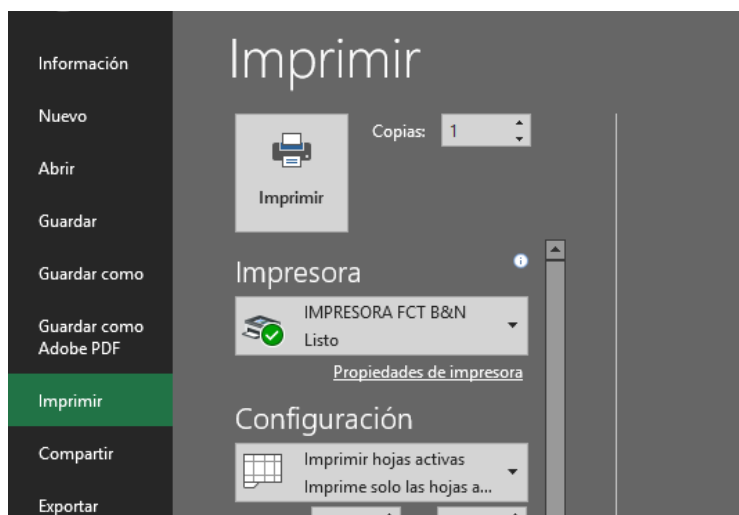 Imprimir
Información
Nuevo
Abrir
Guardar
Guardar como
Guardar como
Adobe PDF
Imprimir
Compartir
Exportar
Copias: 1
Imprimir
Impresora
IMPRESORA FCT B&N
Listo
Propiedades de impresora
Configuración
Imprimir hojas activas
Imprime solo las hojas a...